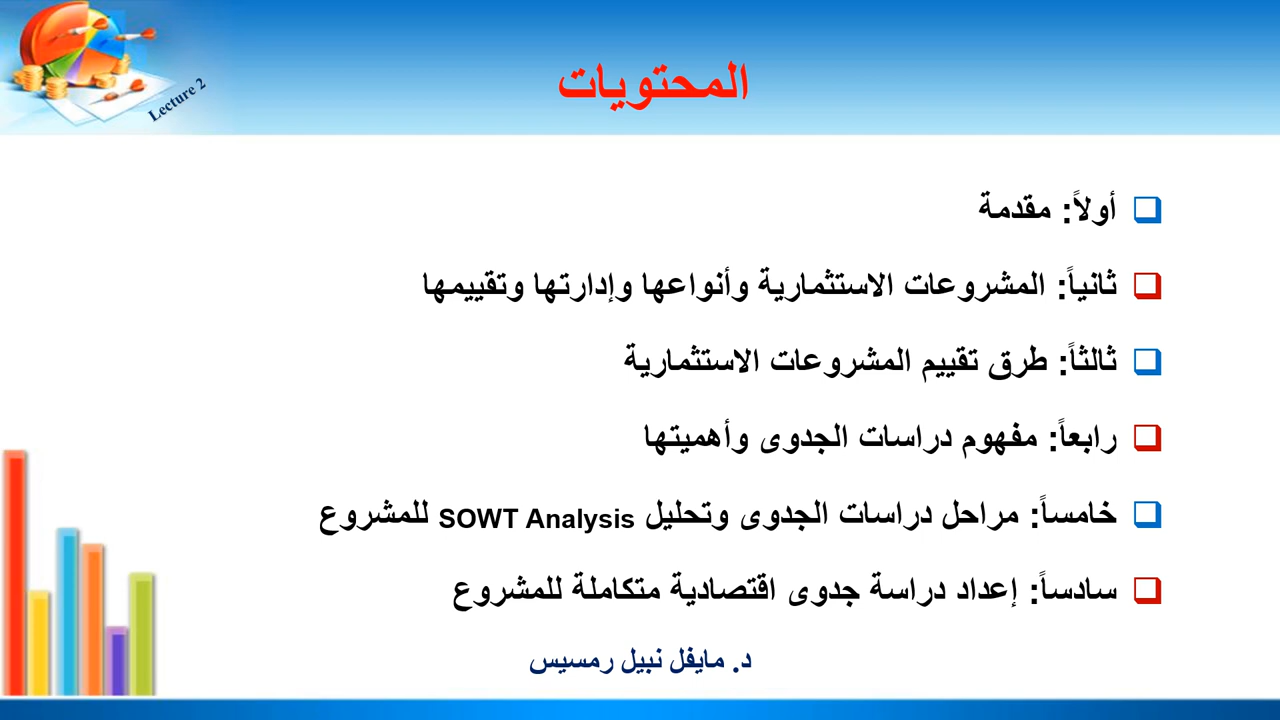 Lecture 2
المحتويات
أولاً: مقدمة
ثانياً: المشروعات الاستثمارية وأنواعها وإدارتها وتقييمها
ثالثاً: طرق تقييم المشروعات الاستثمارية
رابعاً: مفهوم دراسات الجدوى وأهميتها
خامساً: مراحل دراسات الجدوى وتحليل SOWT Analysis للمشروع
سادساً: إعداد دراسة جدوى اقتصادية متكاملة للمشروع
د. مايفل نبيل رمسيس